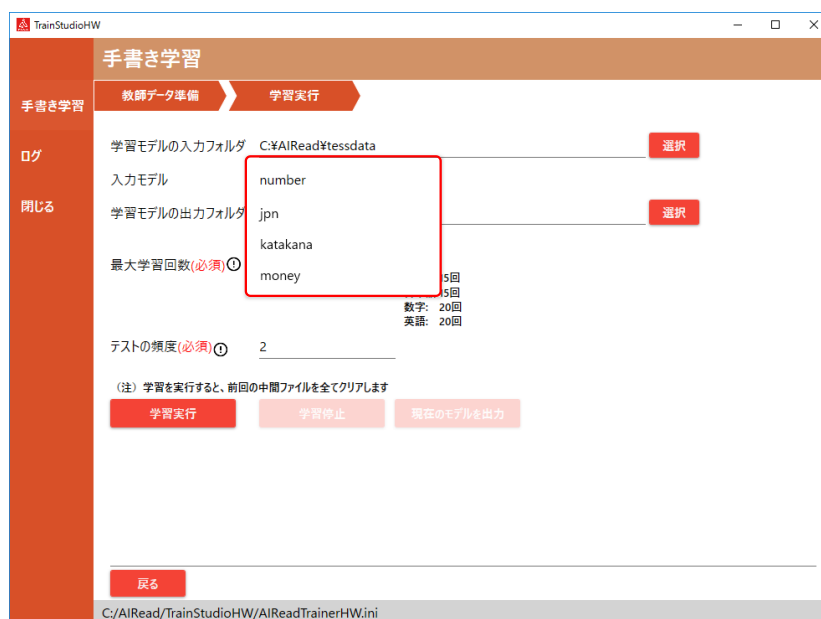 TrainStudioHW
手書き学習
手書き学習
ログ
閉じる
教師データ準備
学習実行
学習モデルの入力フォルダ C:¥AIRead¥tessdata 選択
入力モデル
number
jpn
katakana
money
学習モデルの出力フォルダ 選択
最大学習回数(必須)
5回
5回
数字: 20回
英語: 20回
テストの頻度(必須) 2
（注）学習を実行すると、前回の中間ファイルを全てクリアします
学習実行 学習停止 現在のモデルを出力
戻る
C:/AIRead/TrainStudioHW/AIReadTrainerHW.ini